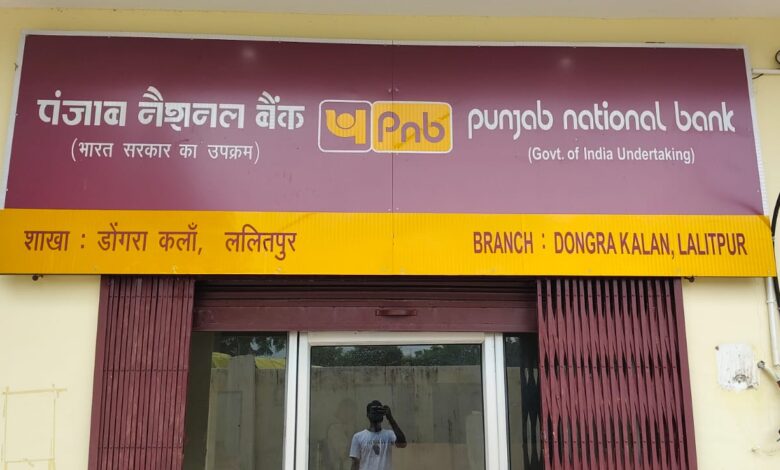 पंजाब नैशनल बैंक
प pnb
punjab national bank
(भारत सरकार का उपक्रम)
(Govt. of India Undertaking)
शाखा : डोंगरा कलाँ, ललितपुर
BRANCH : DONGRA KALAN, LALITPUR